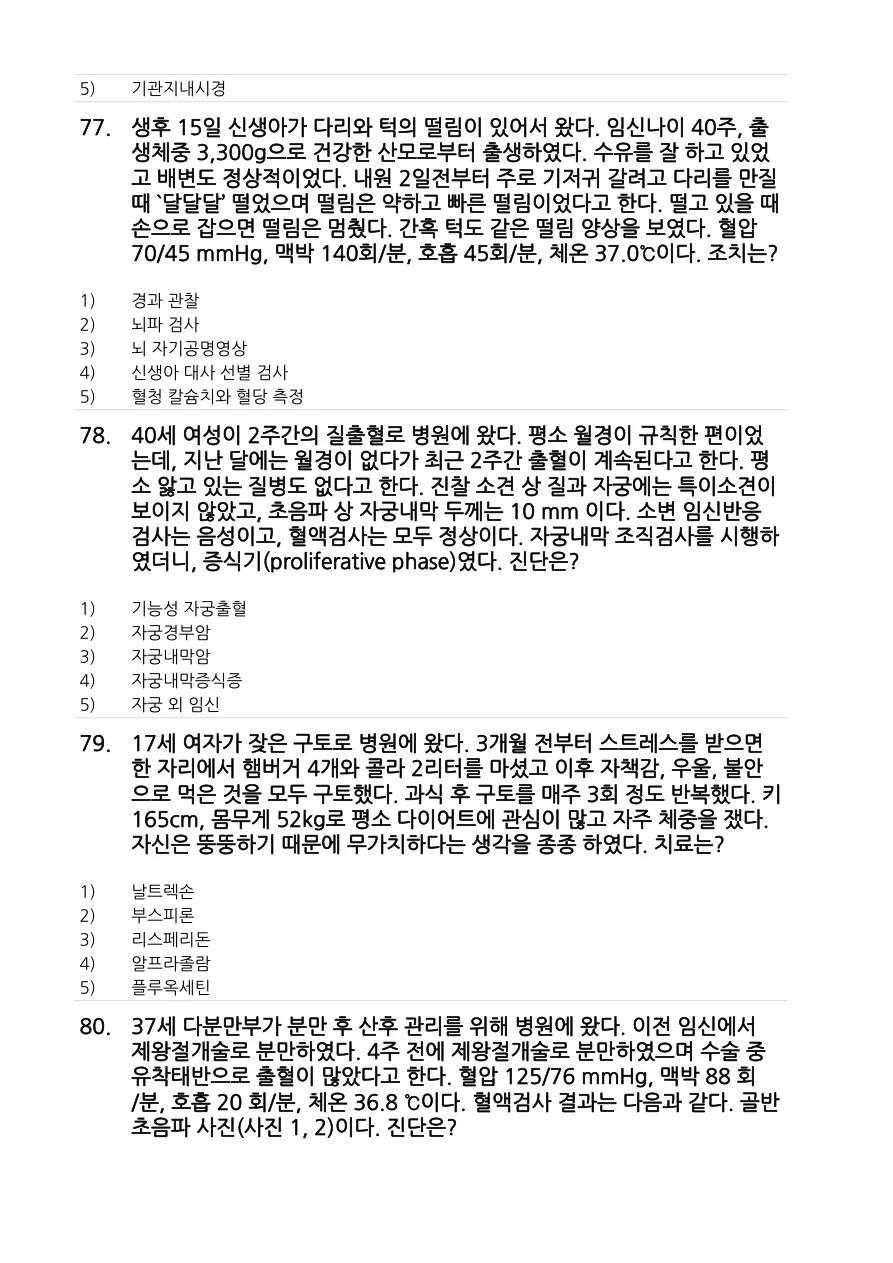 5) 기관지내시경
77. 생후 15일 신생아가 다리와 턱의 떨림이 있어서 왔다. 임신나이 40주, 출
생체중 3,300g으로 건강한 산모로부터 출생하였다. 수유를 잘 하고 있었
고 배변도 정상적이었다. 내원 2일전부터 주로 기저귀 갈려고 다리를 만질
때 `달달달’ 떨었으며 떨림은 약하고 빠른 떨림이었다고 한다. 떨고 있을 때
손으로 잡으면 떨림은 멈췄다. 간혹 턱도 같은 떨림 양상을 보였다. 혈압
70/45 mmHg, 맥박 140회/분, 호흡 45회/분, 체온 37.0℃이다. 조치는?
1) 경과 관찰
2) 뇌파 검사
3) 뇌 자기공명영상
4) 신생아 대사 선별 검사
5) 혈청 칼슘치와 혈당 측정
78. 40세 여성이 2주간의 질출혈로 병원에 왔다. 평소 월경이 규칙한 편이었
는데, 지난 달에는 월경이 없다가 최근 2주간 출혈이 계속된다고 한다. 평
소 앓고 있는 질병도 없다고 한다. 진찰 소견 상 질과 자궁에는 특이소견이
보이지 않았고, 초음파 상 자궁내막 두께는 10 mm 이다. 소변 임신반응
검사는 음성이고, 혈액검사는 모두 정상이다. 자궁내막 조직검사를 시행하
였더니, 증식기(proliferative phase)였다. 진단은?
1) 기능성 자궁출혈
2) 자궁경부암
3) 자궁내막암
4) 자궁내막증식증
5) 자궁 외 임신
79. 17세 여자가 잦은 구토로 병원에 왔다. 3개월 전부터 스트레스를 받으면
한 자리에서 햄버거 4개와 콜라 2리터를 마셨고 이후 자책감, 우울, 불안
으로 먹은 것을 모두 구토했다. 과식 후 구토를 매주 3회 정도 반복했다. 키
165cm, 몸무게 52kg로 평소 다이어트에 관심이 많고 자주 체중을 쟀다.
자신은 뚱뚱하기 때문에 무가치하다는 생각을 종종 하였다. 치료는?
1) 날트렉손
2) 부스피론
3) 리스페리돈
4) 알프라졸람
5) 플루옥세틴
80. 37세 다분만부가 분만 후 산후 관리를 위해 병원에 왔다. 이전 임신에서
제왕절개술로 분만하였다. 4주 전에 제왕절개술로 분만하였으며 수술 중
유착태반으로 출혈이 많았다고 한다. 혈압 125/76 mmHg, 맥박 88 회
/분, 호흡 20 회/분, 체온 36.8 ℃이다. 혈액검사 결과는 다음과 같다. 골반
초음파 사진(사진 1, 2)이다. 진단은?